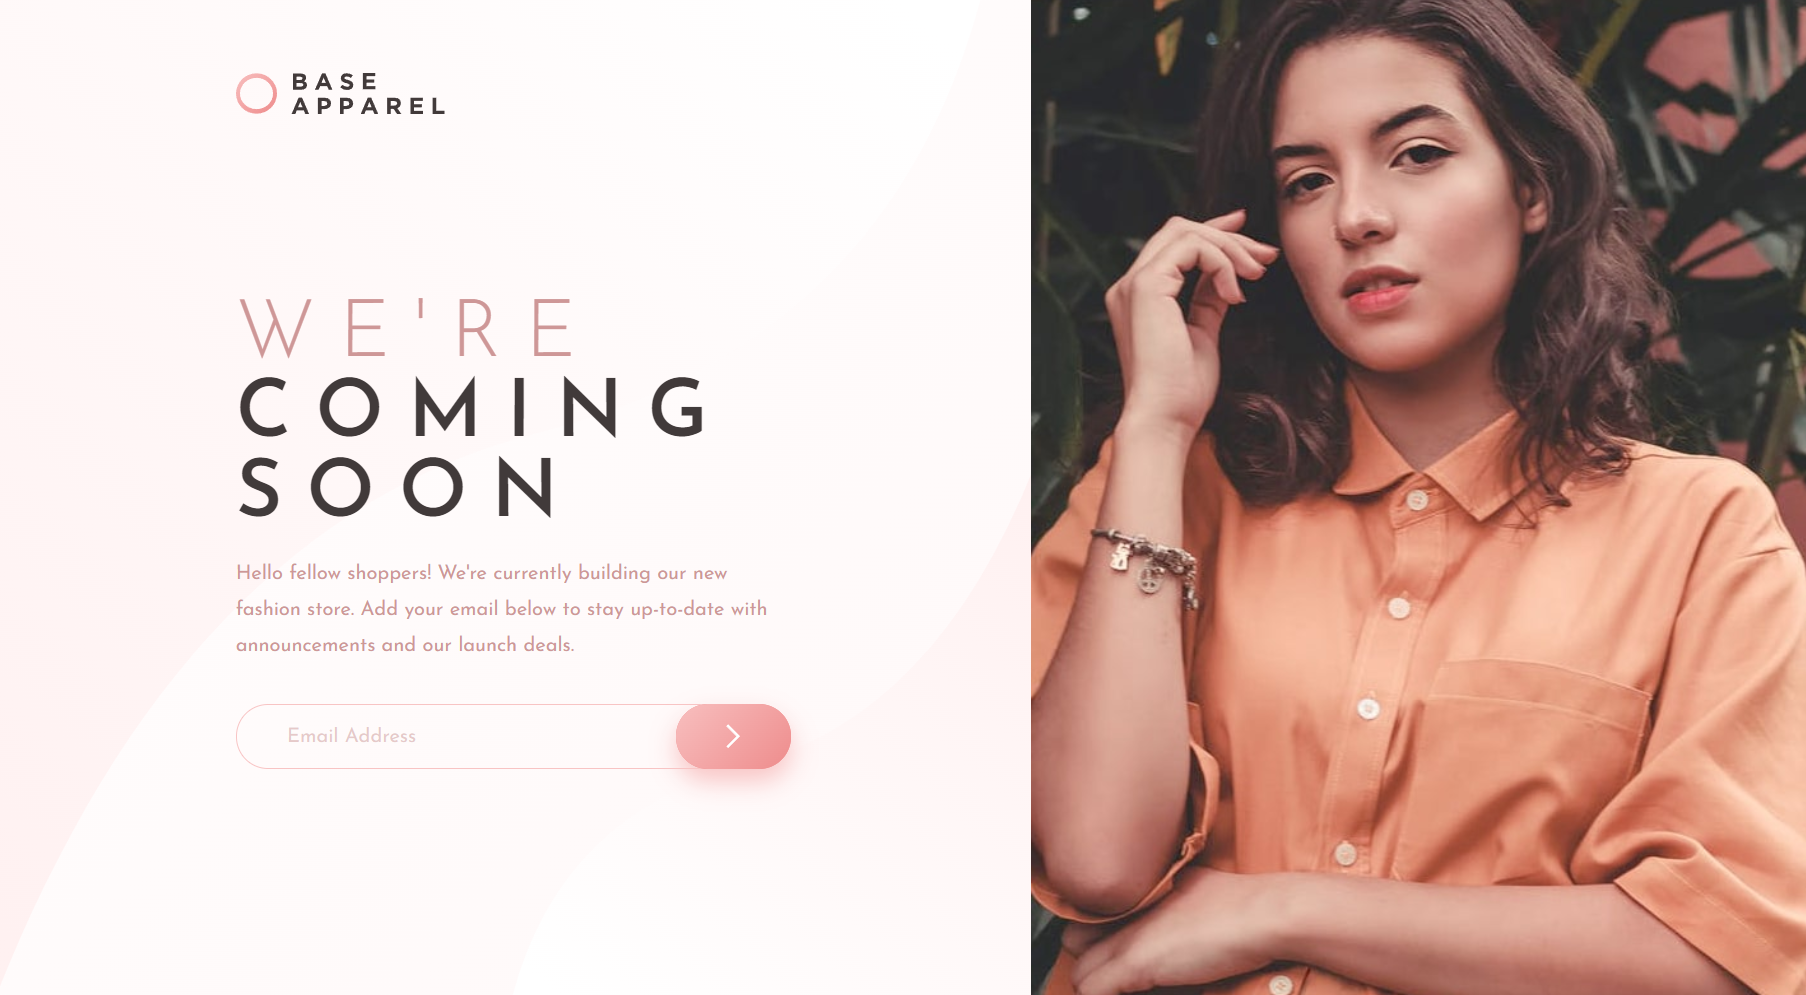 BASE
APPAREL
WE'RE
COMING
SOON
Hello fellow shoppers! We're currently building our new
fashion store. Add your email below to stay up-to-date with
announcements and our launch deals.
Email Address